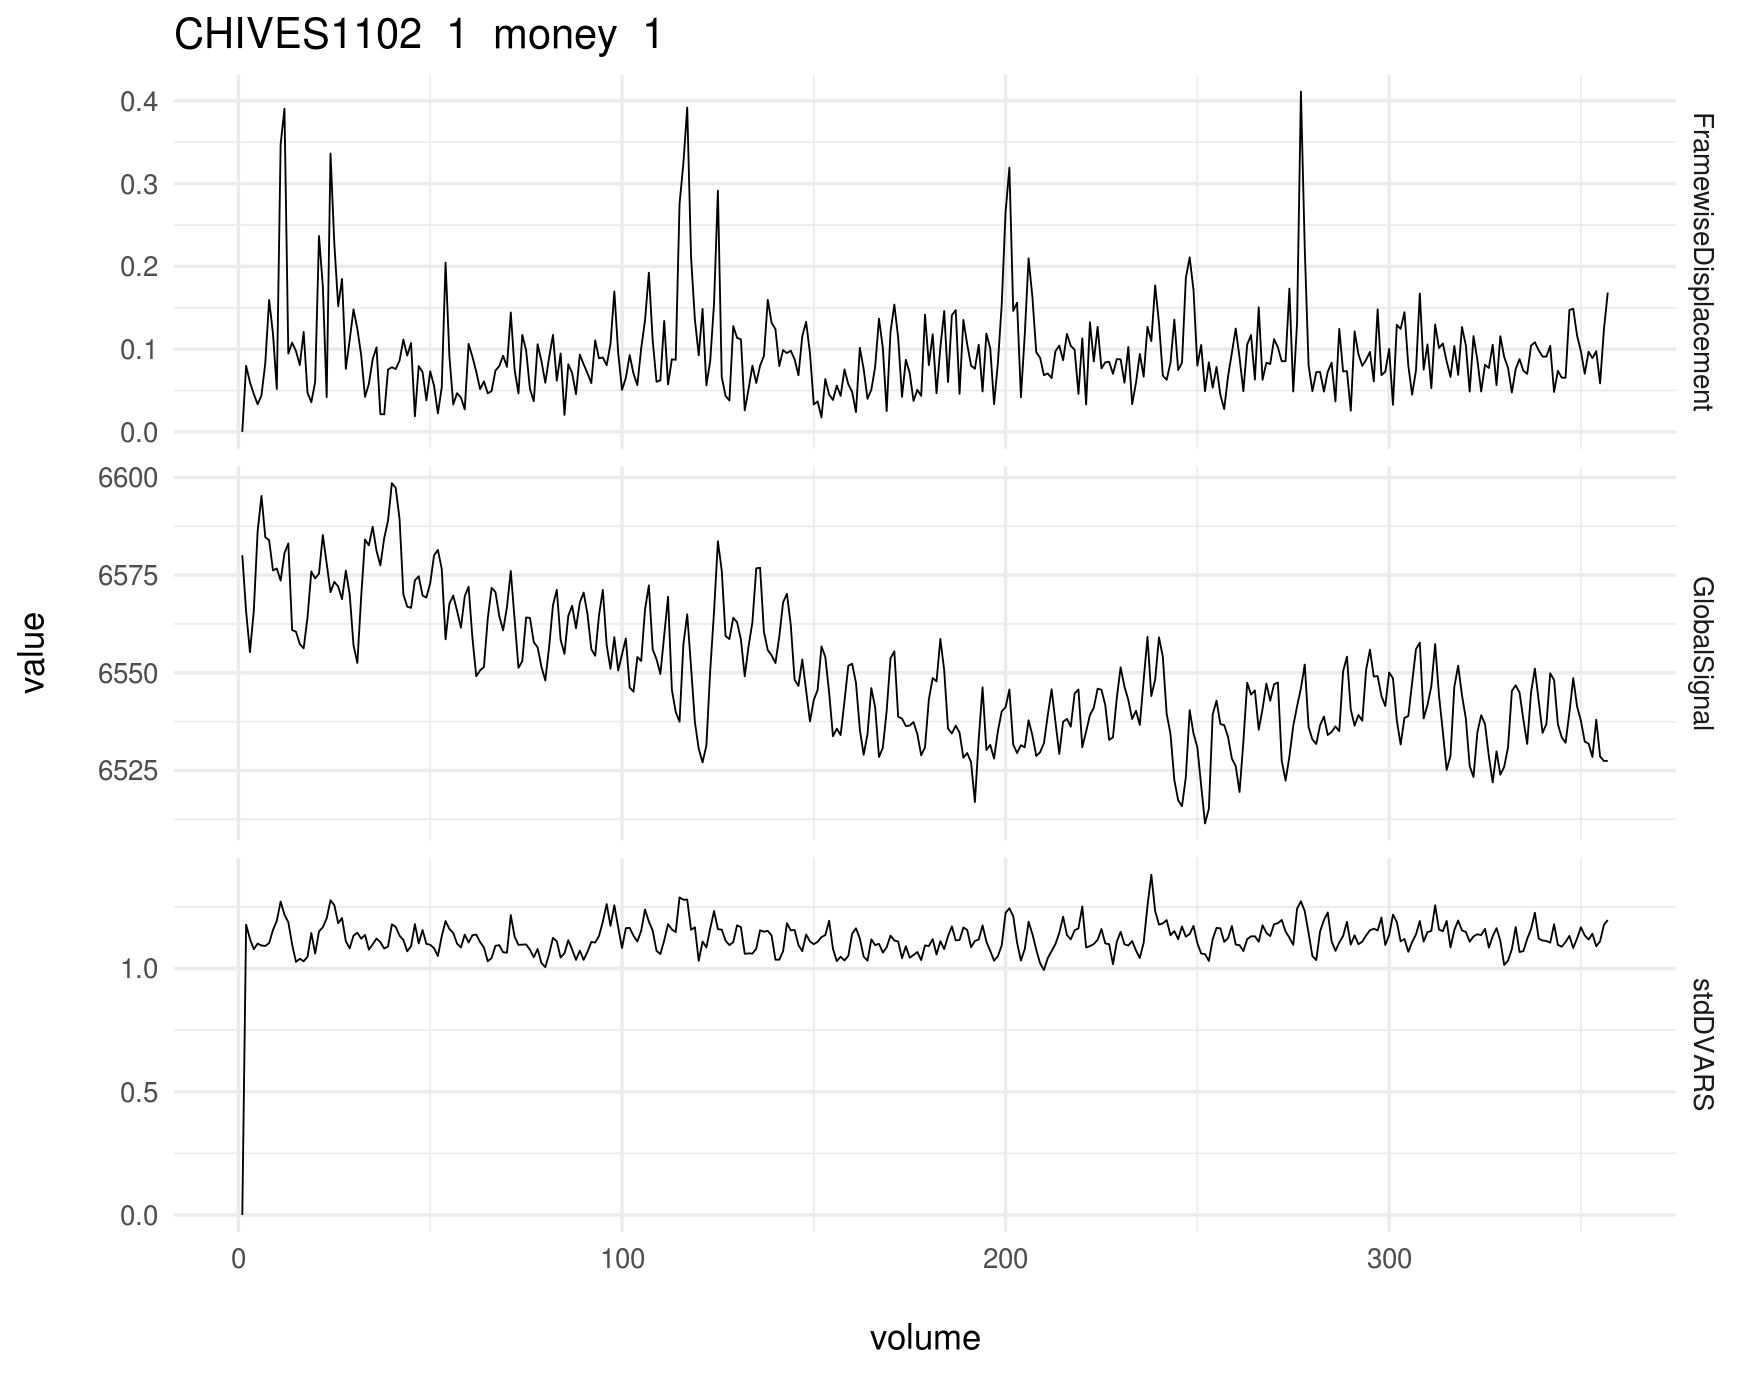 CHIVES1102 1 money 1
0.4
0.3
0.2
0.1
0.0
FramewiseDisplacement
6600
6575
6550
6525
GlobalSignal
value
1.0
0.5
0.0
stdDVARS
0 100 200 300
volume